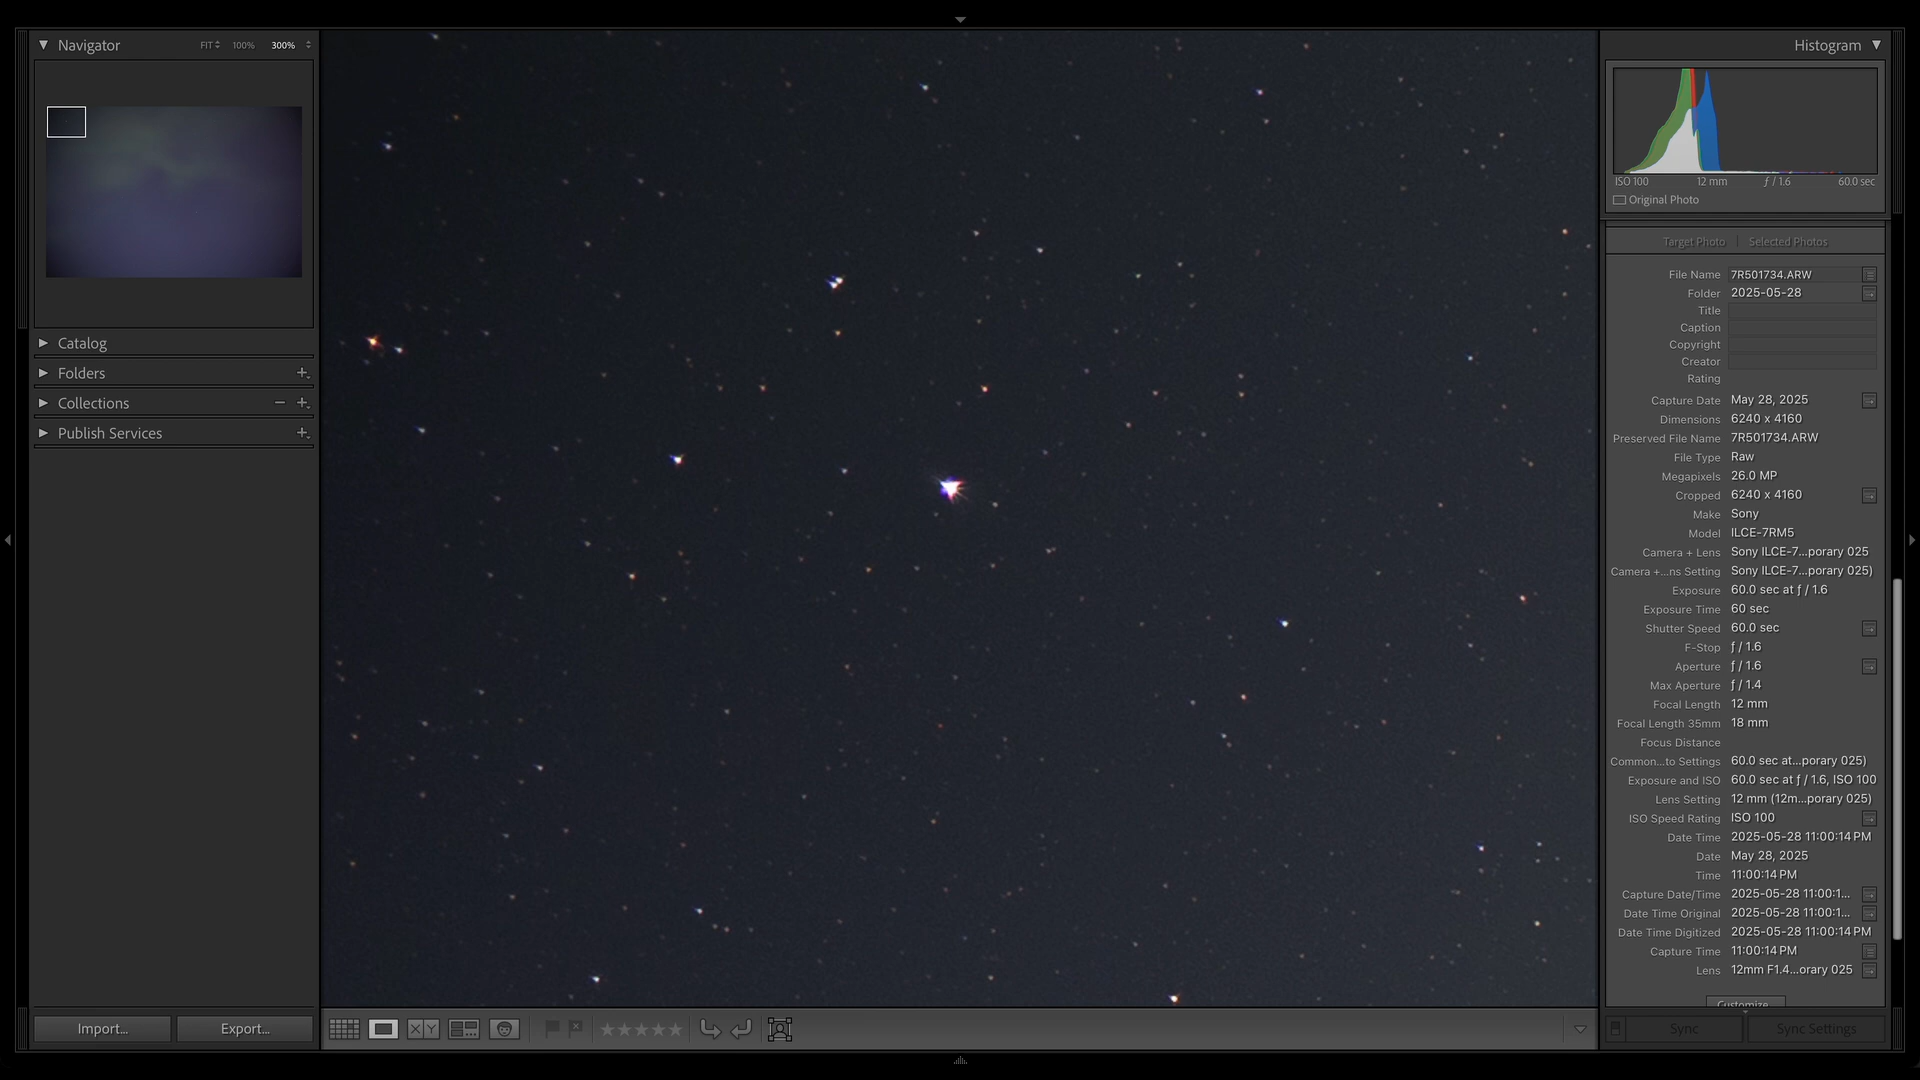 Navigator FIT 100% 300%
Catalog
Folders
Collections
Publish Services
Import...
Export...
X Y
Histogram
ISO 100 12 mm ƒ / 1.6 60.0 sec
Original Photo
Target Photo Selected Photos
File Name 7R501734.ARW
Folder 2025-05-28
Title
Caption
Copyright
Creator
Rating
Capture Date May 28, 2025
Dimensions 6240 x 4160
Preserved File Name 7R501734.ARW
File Type Raw
Megapixels 26.0 MP
Cropped 6240 x 4160
Make Sony
Model ILCE-7RM5
Camera + Lens Sony ILCE-7...porary 025
Camera +...ns Setting Sony ILCE-7...porary 025)
Exposure 60.0 sec at ƒ / 1.6
Exposure Time 60 sec
Shutter Speed 60.0 sec
F-Stop ƒ / 1.6
Aperture ƒ / 1.6
Max Aperture ƒ / 1.4
Focal Length 12 mm
Focal Length 35mm 18 mm
Focus Distance
Common...to Settings 60.0 sec at...porary 025)
Exposure and ISO 60.0 sec at ƒ / 1.6, ISO 100
Lens Setting 12 mm (12m...porary 025)
ISO Speed Rating ISO 100
Date Time 2025-05-28 11:00:14 PM
Date May 28, 2025
Time 11:00:14 PM
Capture Date/Time 2025-05-28 11:00:1...
Date Time Original 2025-05-28 11:00:1...
Date Time Digitized 2025-05-28 11:00:14 PM
Capture Time 11:00:14 PM
Lens 12mm F1.4...orary 025
Customize...
Sync
Sync Settings